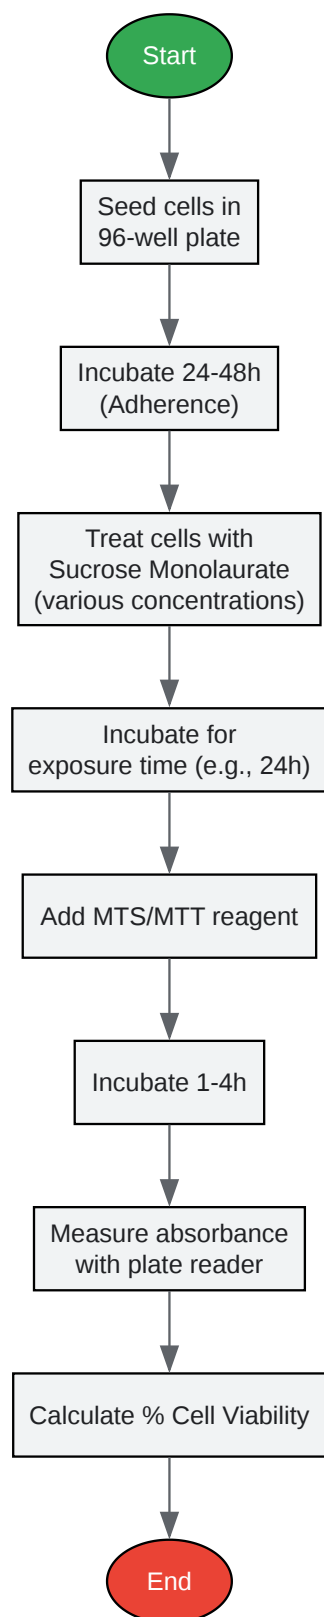 Start
Seed cells in
96-well plate
Incubate 24-48h
(Adherence)
Treat cells with
Sucrose Monolaurate
(various concentrations)
Incubate for
exposure time (e.g., 24h)
Add MTS/MTT reagent
Incubate 1-4h
Measure absorbance
with plate reader
Calculate % Cell Viability
End